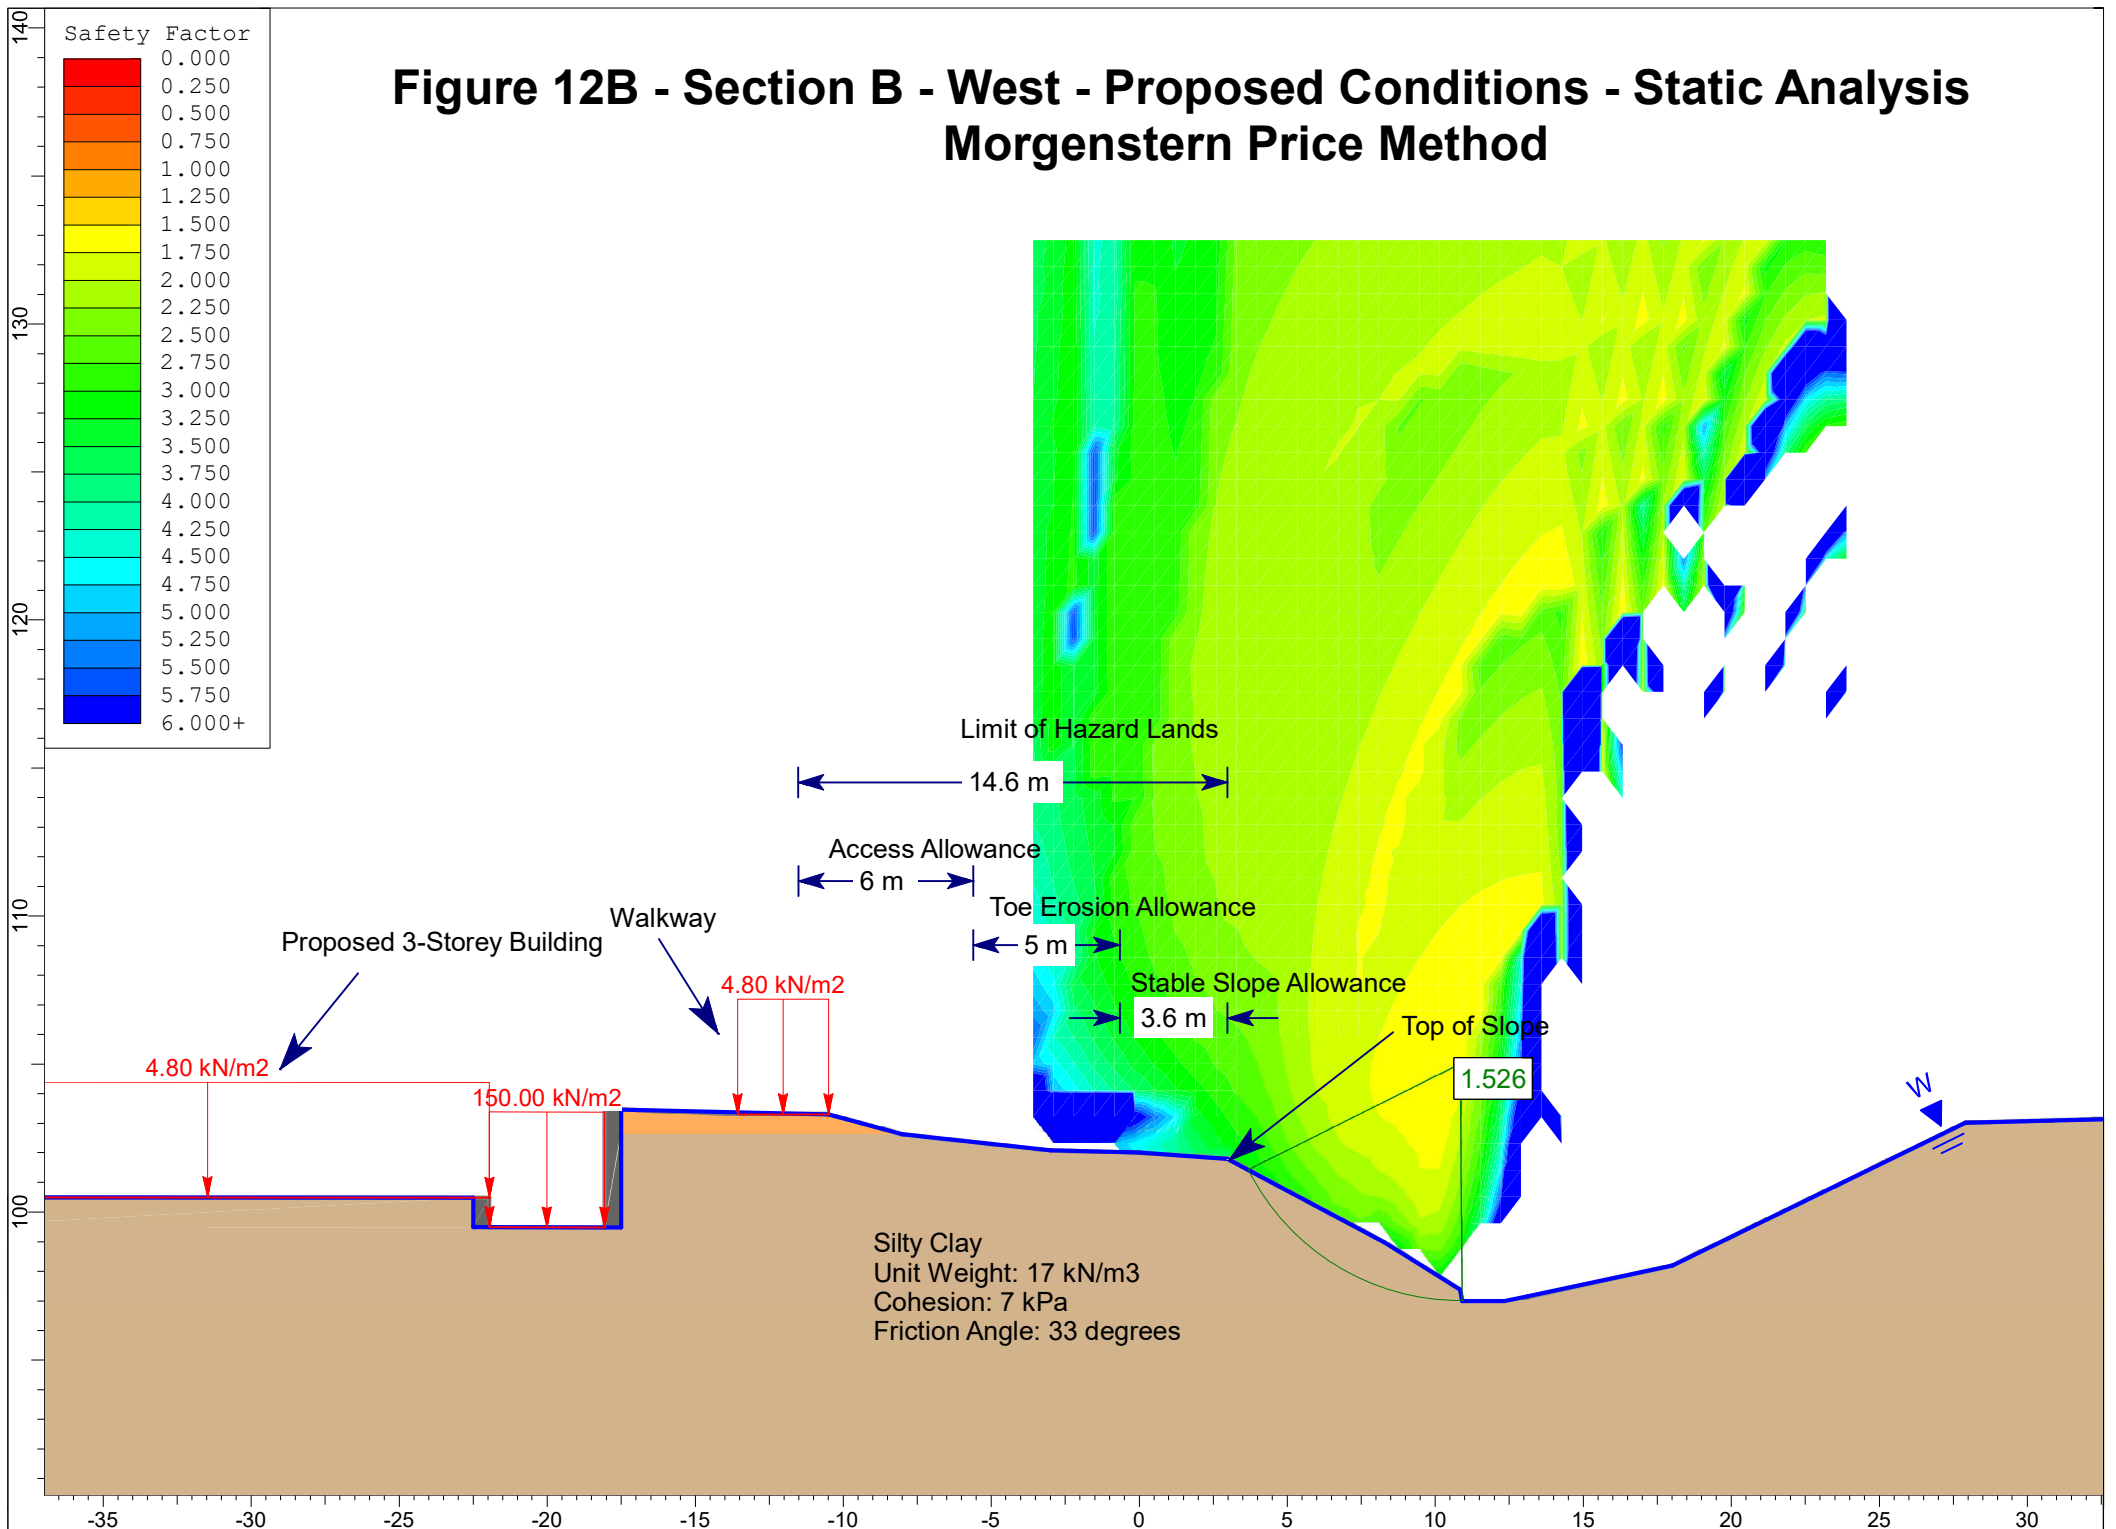 Figure 12B - Section B - West - Proposed Conditions - Static Analysis
Morgenstern Price Method
Safety Factor
0.000
0.250
0.500
0.750
1.000
1.250
1.500
1.750
2.000
2.250
2.500
2.750
3.000
3.250
3.500
3.750
4.000
4.250
4.500
4.750
5.000
5.250
5.500
5.750
6.000+
140
130
120
110
100
Limit of Hazard Lands
14.6 m
Access Allowance
6 m
Toe Erosion Allowance
5 m
Stable Slope Allowance
3.6 m
Top of Slope
1.526
Walkway
Proposed 3-Storey Building
4.80 kN/m2
4.80 kN/m2
150.00 kN/m2
W
Silty Clay
Unit Weight: 17 kN/m3
Cohesion: 7 kPa
Friction Angle: 33 degrees
-35 -30 -25 -20 -15 -10 -5 0 5 10 15 20 25 30